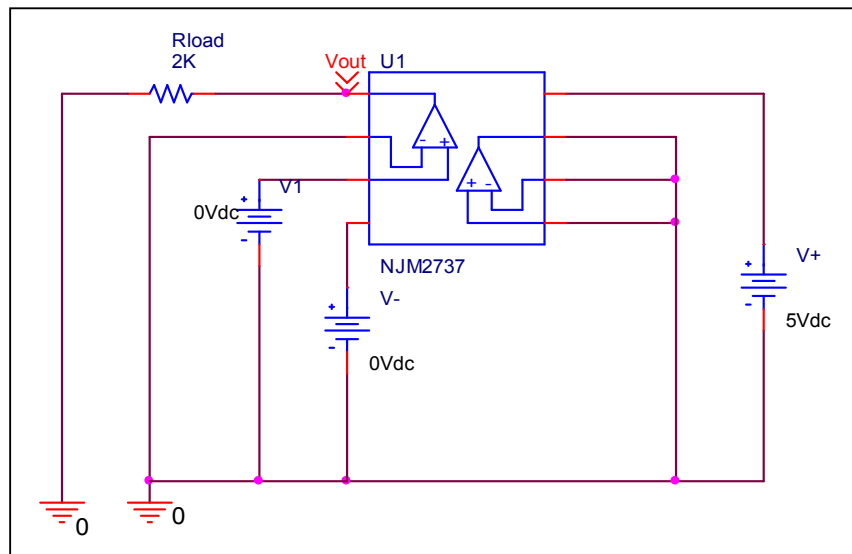 Rload
2K
Vout
U1
- +
+ -
+
V1
0Vdc
-
NJM2737
+
V-
-
0Vdc
+
V+
-
5Vdc
0
0